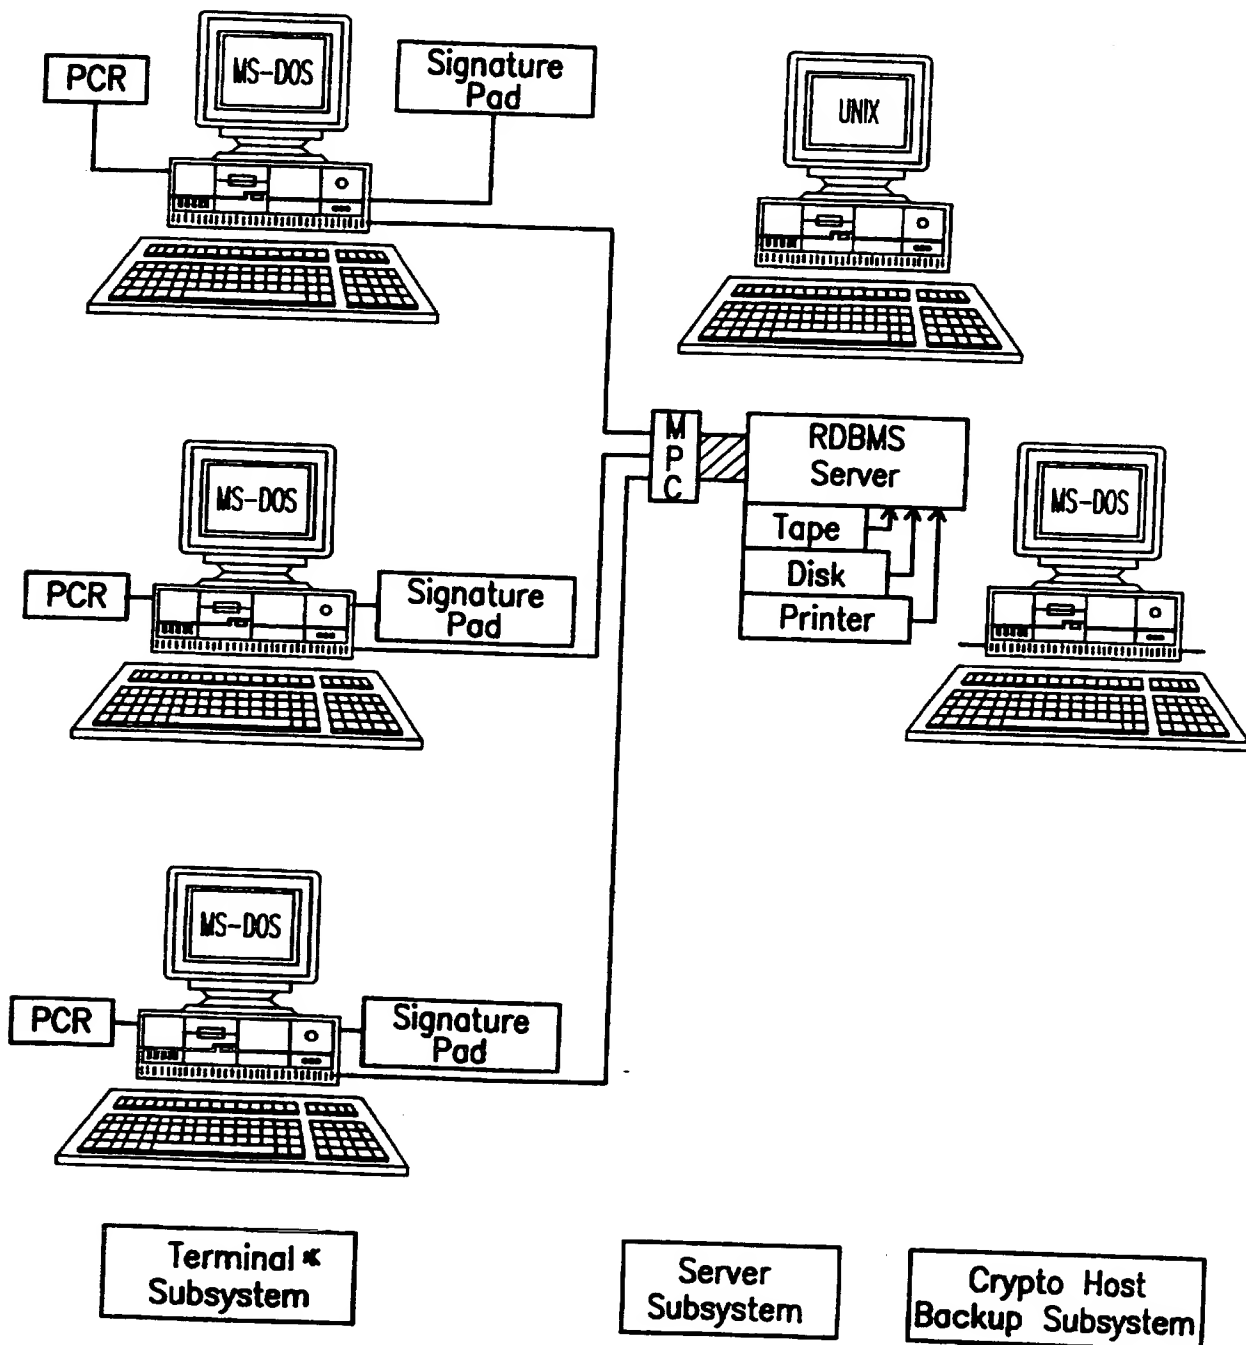 PCR
MS-DOS
Signature
Pad
UNIX
M
P
C
RDBMS
Server
Tape
Disk
Printer
MS-DOS
PCR
MS-DOS
Signature
Pad
PCR
MS-DOS
Signature
Pad
Terminal *
Subsystem
Server
Subsystem
Crypto Host
Backup Subsystem